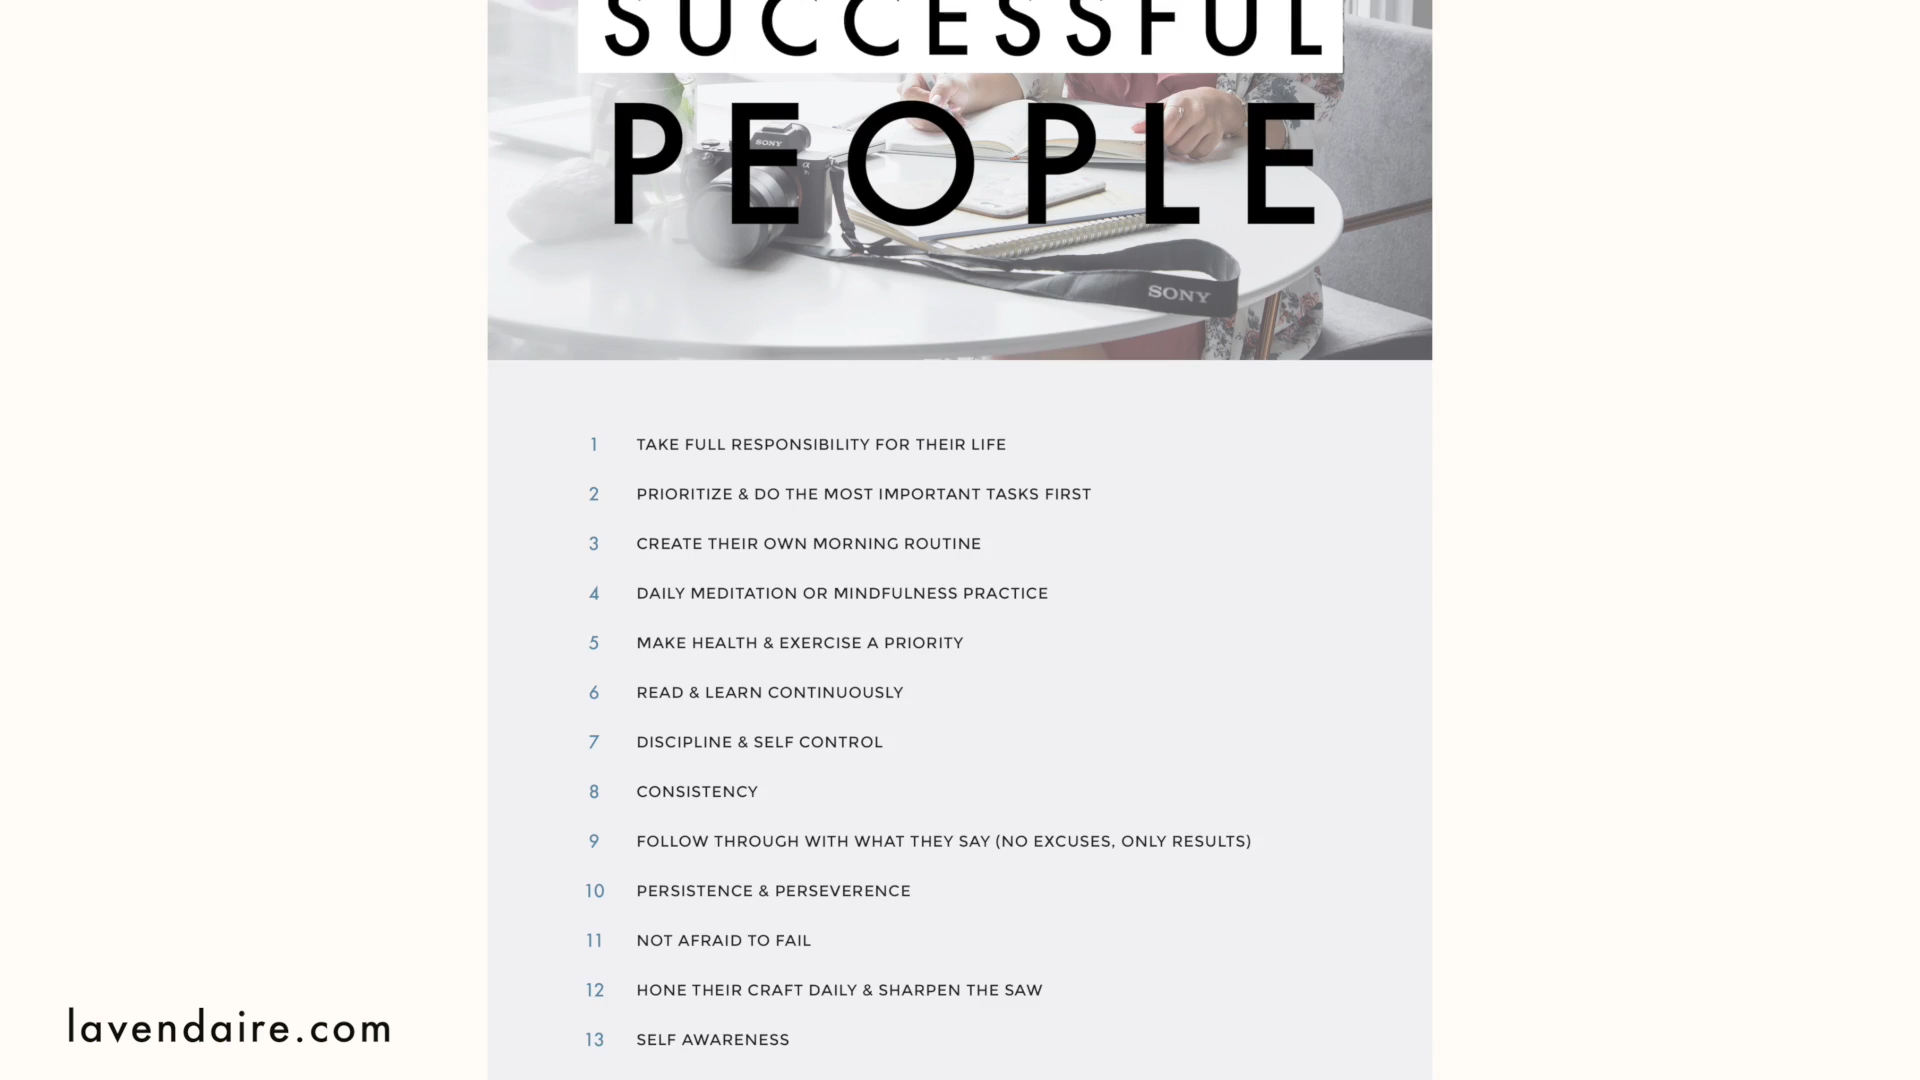 SUCCESSFUL
PEOPLE
SONY
α
SONY
1 TAKE FULL RESPONSIBILITY FOR THEIR LIFE
2 PRIORITIZE & DO THE MOST IMPORTANT TASKS FIRST
3 CREATE THEIR OWN MORNING ROUTINE
4 DAILY MEDITATION OR MINDFULNESS PRACTICE
5 MAKE HEALTH & EXERCISE A PRIORITY
6 READ & LEARN CONTINUOUSLY
7 DISCIPLINE & SELF CONTROL
8 CONSISTENCY
9 FOLLOW THROUGH WITH WHAT THEY SAY (NO EXCUSES, ONLY RESULTS)
10 PERSISTENCE & PERSEVERENCE
11 NOT AFRAID TO FAIL
12 HONE THEIR CRAFT DAILY & SHARPEN THE SAW
13 SELF AWARENESS
lavendaire.com